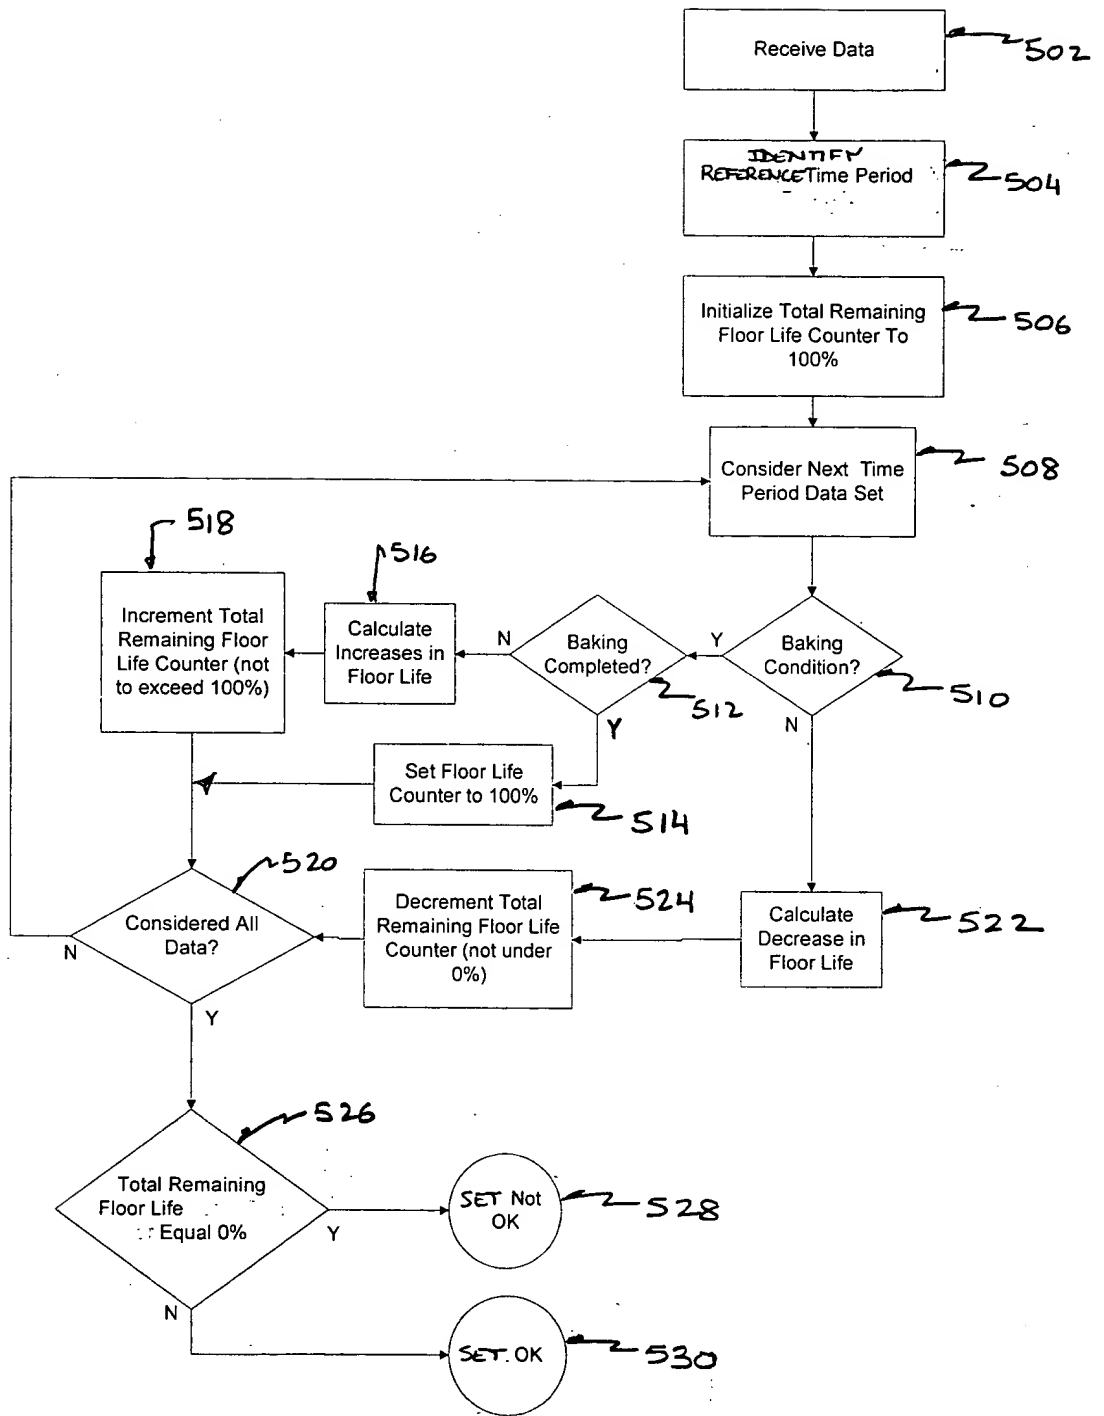 Receive Data
502
IDENTIFY
REFERENCE Time Period
504
Initialize Total Remaining
Floor Life Counter To
100%
506
Consider Next Time
Period Data Set
508
518
516
Increment Total
Remaining Floor
Life Counter (not
to exceed 100%)
Calculate
Increases in
Floor Life
N
Baking
Completed?
Y
Baking
Condition?
512
510
Y
N
Set Floor Life
Counter to 100%
514
520
Considered All
Data?
N
Decrement Total
Remaining Floor Life
Counter (not under
0%)
524
Calculate
Decrease in
Floor Life
522
Y
526
Total Remaining
Floor Life
Equal 0%
Y
SET Not
OK
528
N
SET OK
530